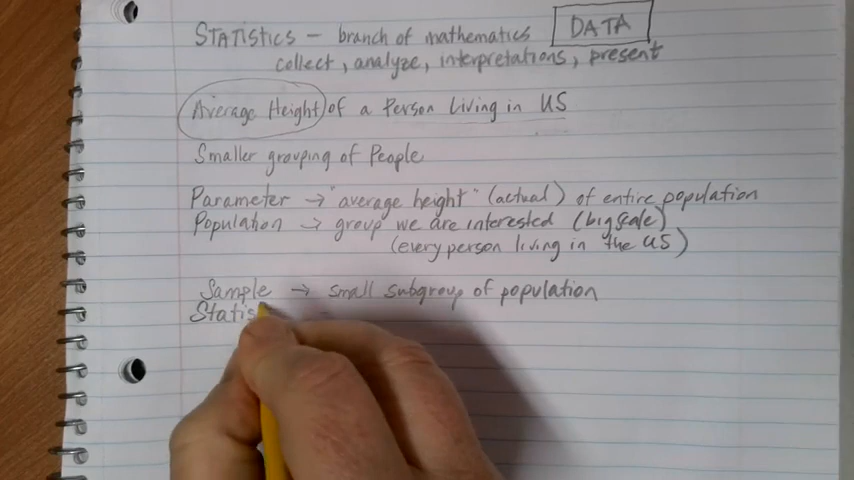 STATISTICS — branch of mathematics DATA
collect, analyze, interpretations, present
Average Height of a Person Living in US
Smaller grouping of People
Parameter → "average height" (actual) of entire population
Population → group we are interested (big scale)
(every person living in the US)
Sample → small subgroup of population
Statis